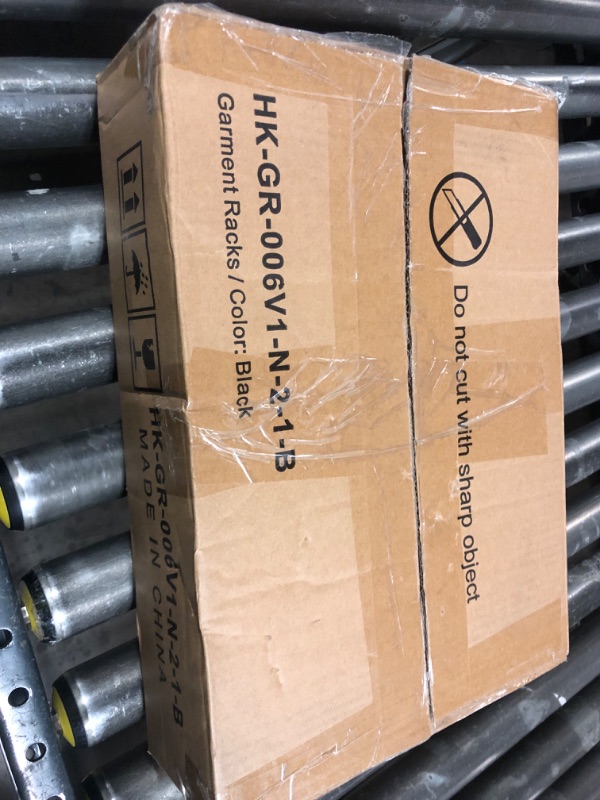 HK-GR-006V1-N-2-1-B
Garment Racks / Color: Black
Do not cut with sharp object
HK-GR-006V1-N-2-1-B
MADE IN CHINA